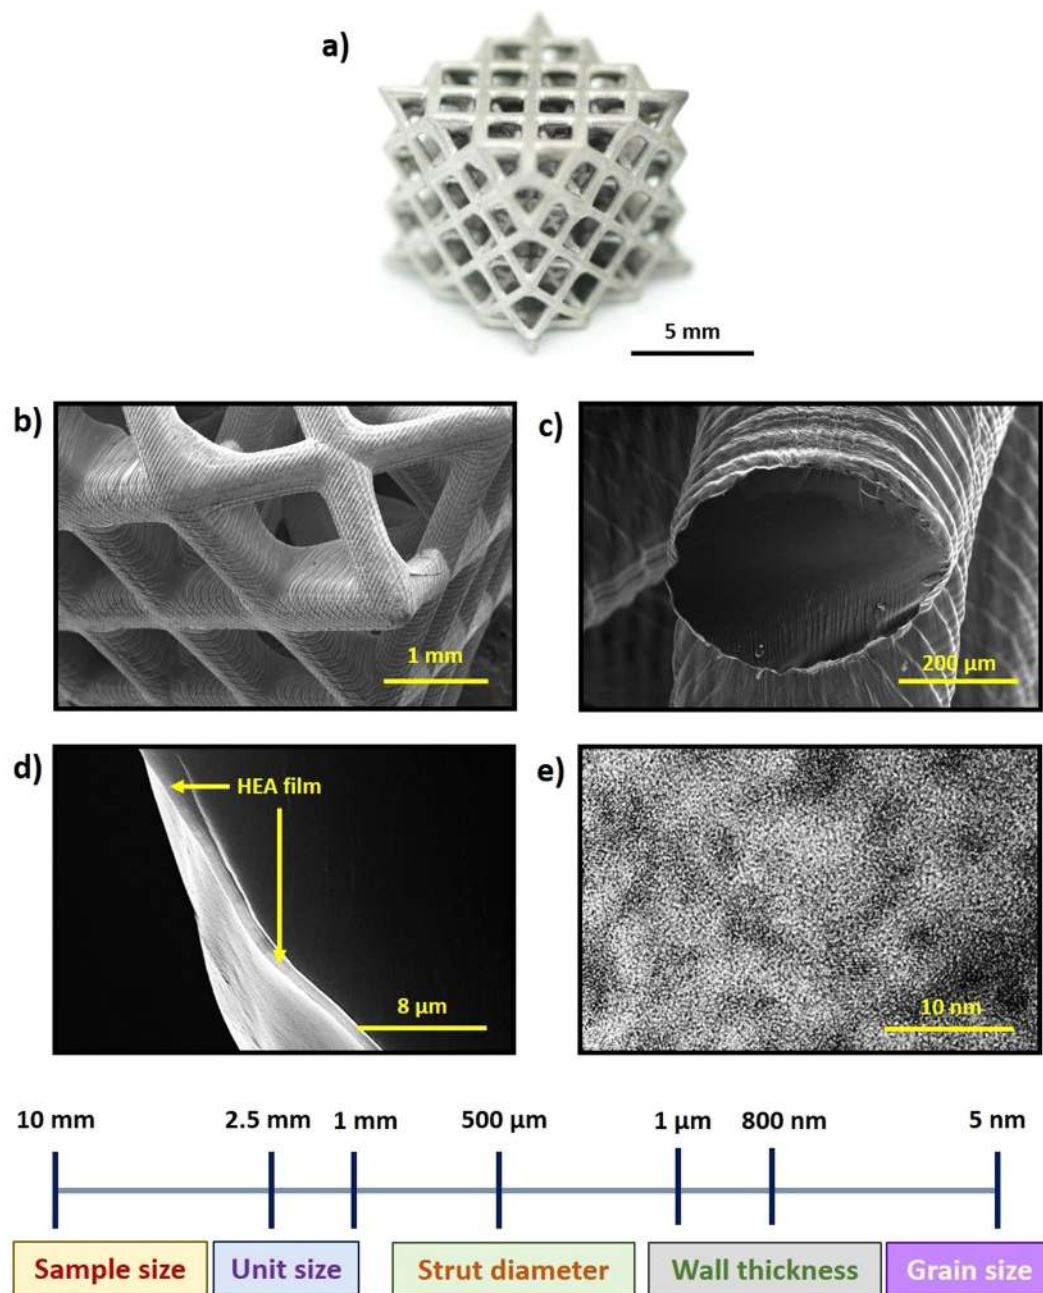 a)
5 mm
b)
1 mm
c)
200 μm
d)
HEA film
8 μm
e)
10 nm
10 mm
2.5 mm
1 mm
500 μm
1 μm
800 nm
5 nm
Sample size
Unit size
Strut diameter
Wall thickness
Grain size